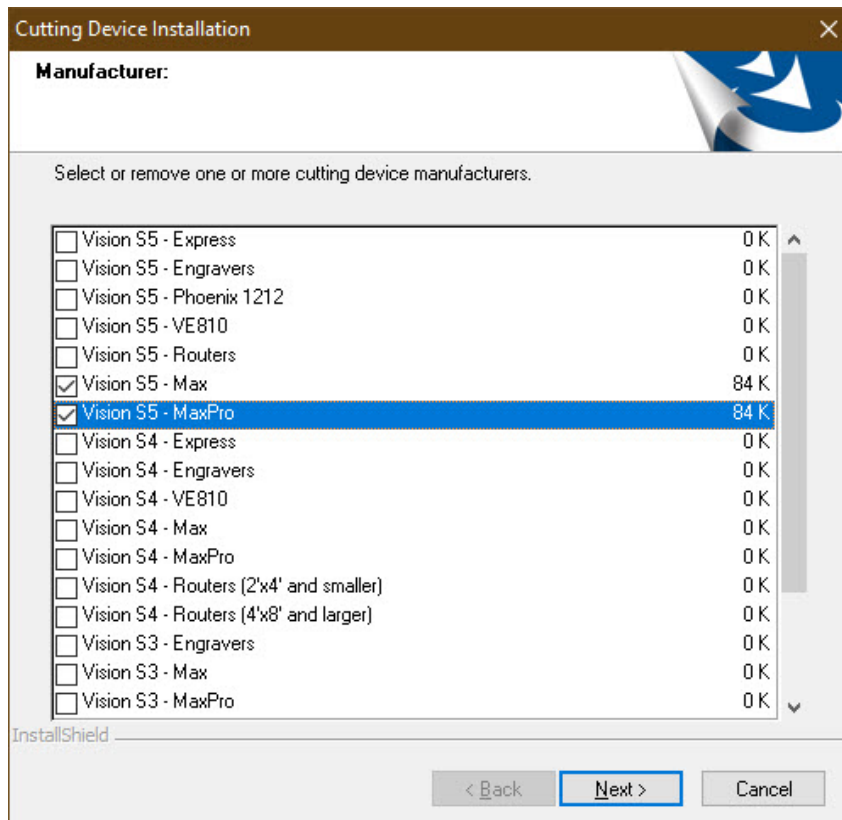 Cutting Device Installation
Manufacturer:
Select or remove one or more cutting device manufacturers.
Vision S5 - Express 0 K
Vision S5 - Engravers 0 K
Vision S5 - Phoenix 1212 0 K
Vision S5 - VE810 0 K
Vision S5 - Routers 0 K
Vision S5 - Max 84 K
Vision S5 - MaxPro 84 K
Vision S4 - Express 0 K
Vision S4 - Engravers 0 K
Vision S4 - VE810 0 K
Vision S4 - Max 0 K
Vision S4 - MaxPro 0 K
Vision S4 - Routers (2'x4' and smaller) 0 K
Vision S4 - Routers (4'x8' and larger) 0 K
Vision S3 - Engravers 0 K
Vision S3 - Max 0 K
Vision S3 - MaxPro 0 K
InstallShield
< Back Next > Cancel